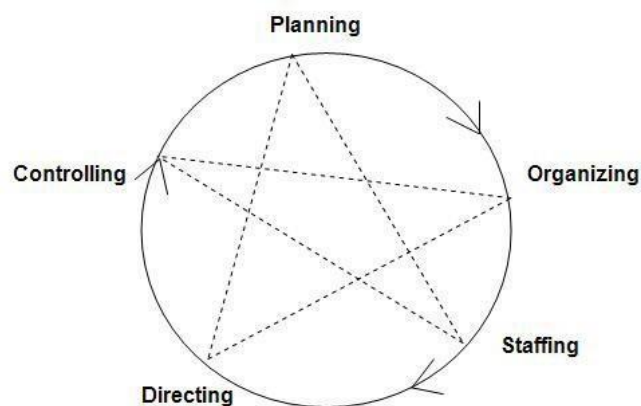 Planning
Organizing
Controlling
Staffing
Directing